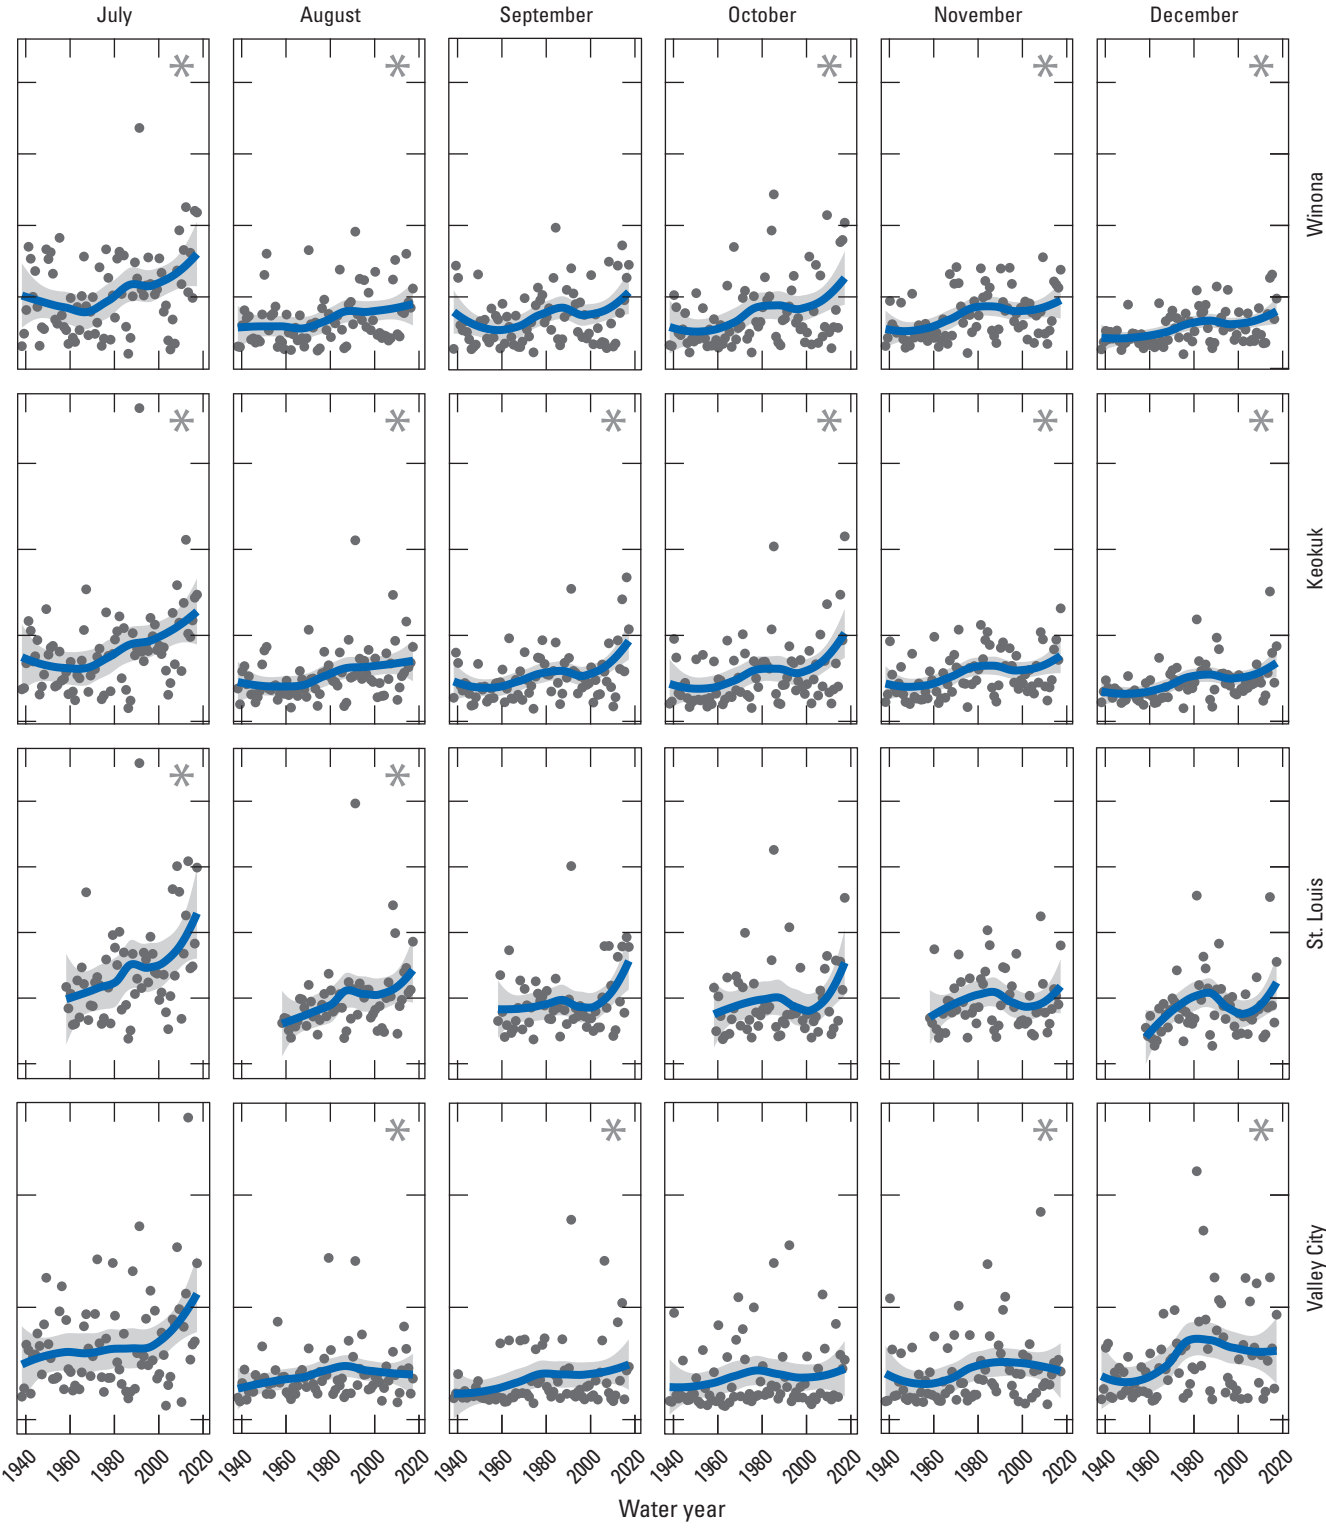 July August September October November December
Winona
Keokuk
St. Louis
Valley City
1940 1960 1980 2000 2020 1940 1960 1980 2000 2020 1940 1960 1980 2000 2020 1940 1960 1980 2000 2020 1940 1960 1980 2000 2020 1940 1960 1980 2000 2020
Water year